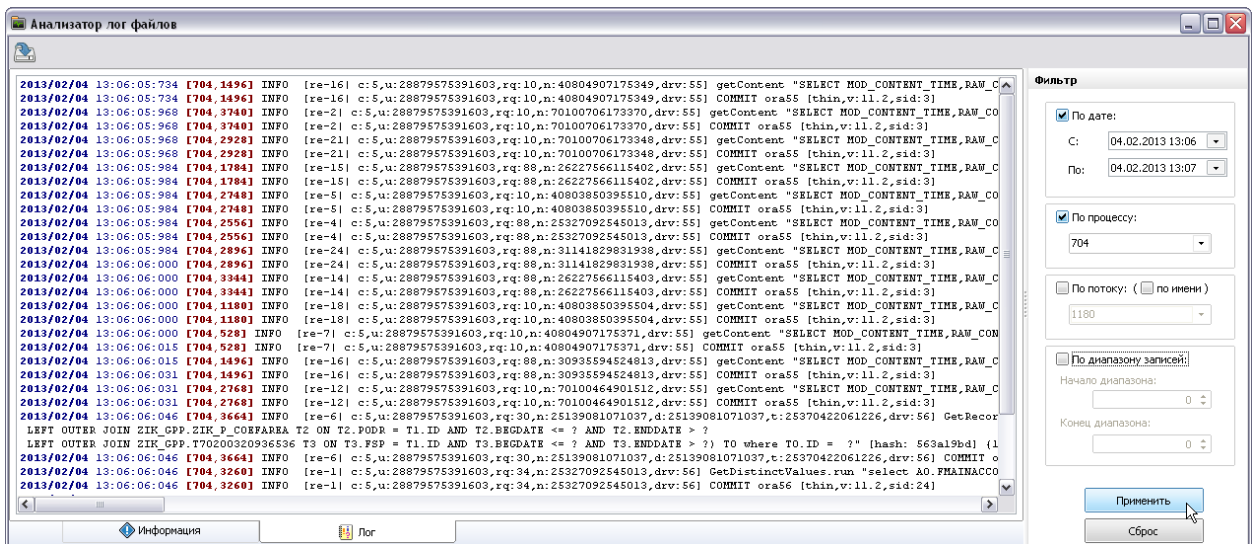 Анализатор лог файлов
2013/02/04 13:06:05:734 [704,1496] INFO [re-16| c:5,u:28879575391603,rq:10,n:40804907175349,drv:55] getContent "SELECT MOD_CONTENT_TIME,RAW_C
2013/02/04 13:06:05:734 [704,1496] INFO [re-16| c:5,u:28879575391603,rq:10,n:40804907175349,drv:55] COMMIT ora55 [thin,v:11.2,sid:3]
2013/02/04 13:06:05:968 [704,3740] INFO [re-2| c:5,u:28879575391603,rq:10,n:70100706173370,drv:55] getContent "SELECT MOD_CONTENT_TIME,RAW_CO
2013/02/04 13:06:05:968 [704,3740] INFO [re-2| c:5,u:28879575391603,rq:10,n:70100706173370,drv:55] COMMIT ora55 [thin,v:11.2,sid:3]
2013/02/04 13:06:05:968 [704,2928] INFO [re-21| c:5,u:28879575391603,rq:10,n:70100706173348,drv:55] getContent "SELECT MOD_CONTENT_TIME,RAW_C
2013/02/04 13:06:05:968 [704,2928] INFO [re-21| c:5,u:28879575391603,rq:10,n:70100706173348,drv:55] COMMIT ora55 [thin,v:11.2,sid:3]
2013/02/04 13:06:05:984 [704,1784] INFO [re-15| c:5,u:28879575391603,rq:88,n:26227566115402,drv:55] getContent "SELECT MOD_CONTENT_TIME,RAW_C
2013/02/04 13:06:05:984 [704,1784] INFO [re-15| c:5,u:28879575391603,rq:88,n:26227566115402,drv:55] COMMIT ora55 [thin,v:11.2,sid:3]
2013/02/04 13:06:05:984 [704,2748] INFO [re-5| c:5,u:28879575391603,rq:10,n:40803850395510,drv:55] getContent "SELECT MOD_CONTENT_TIME,RAW_CO
2013/02/04 13:06:05:984 [704,2748] INFO [re-5| c:5,u:28879575391603,rq:10,n:40803850395510,drv:55] COMMIT ora55 [thin,v:11.2,sid:3]
2013/02/04 13:06:05:984 [704,2556] INFO [re-4| c:5,u:28879575391603,rq:88,n:25327092545013,drv:55] getContent "SELECT MOD_CONTENT_TIME,RAW_CO
2013/02/04 13:06:05:984 [704,2556] INFO [re-4| c:5,u:28879575391603,rq:88,n:25327092545013,drv:55] COMMIT ora55 [thin,v:11.2,sid:3]
2013/02/04 13:06:05:984 [704,2896] INFO [re-24| c:5,u:28879575391603,rq:88,n:31141829831938,drv:55] getContent "SELECT MOD_CONTENT_TIME,RAW_C
2013/02/04 13:06:06:000 [704,2896] INFO [re-24| c:5,u:28879575391603,rq:88,n:31141829831938,drv:55] COMMIT ora55 [thin,v:11.2,sid:3]
2013/02/04 13:06:06:000 [704,3344] INFO [re-14| c:5,u:28879575391603,rq:88,n:26227566115403,drv:55] getContent "SELECT MOD_CONTENT_TIME,RAW_C
2013/02/04 13:06:06:000 [704,3344] INFO [re-14| c:5,u:28879575391603,rq:88,n:26227566115403,drv:55] COMMIT ora55 [thin,v:11.2,sid:3]
2013/02/04 13:06:06:000 [704,1180] INFO [re-18| c:5,u:28879575391603,rq:10,n:40803850395504,drv:55] getContent "SELECT MOD_CONTENT_TIME,RAW_C
2013/02/04 13:06:06:000 [704,1180] INFO [re-18| c:5,u:28879575391603,rq:10,n:40803850395504,drv:55] COMMIT ora55 [thin,v:11.2,sid:3]
2013/02/04 13:06:06:000 [704,528] INFO [re-7| c:5,u:28879575391603,rq:10,n:40804907175371,drv:55] getContent "SELECT MOD_CONTENT_TIME,RAW_CON
2013/02/04 13:06:06:015 [704,528] INFO [re-7| c:5,u:28879575391603,rq:10,n:40804907175371,drv:55] COMMIT ora55 [thin,v:11.2,sid:3]
2013/02/04 13:06:06:015 [704,1496] INFO [re-16| c:5,u:28879575391603,rq:88,n:30935594524813,drv:55] getContent "SELECT MOD_CONTENT_TIME,RAW_C
2013/02/04 13:06:06:031 [704,1496] INFO [re-16| c:5,u:28879575391603,rq:88,n:30935594524813,drv:55] COMMIT ora55 [thin,v:11.2,sid:3]
2013/02/04 13:06:06:031 [704,2768] INFO [re-12| c:5,u:28879575391603,rq:10,n:70100464901512,drv:55] getContent "SELECT MOD_CONTENT_TIME,RAW_C
2013/02/04 13:06:06:031 [704,2768] INFO [re-12| c:5,u:28879575391603,rq:10,n:70100464901512,drv:55] COMMIT ora55 [thin,v:11.2,sid:3]
2013/02/04 13:06:06:046 [704,3664] INFO [re-6| c:5,u:28879575391603,rq:30,n:25139081071037,d:25139081071037,t:25370422061226,drv:56] GetRecor
LEFT OUTER JOIN ZIK_GPP.ZIK_P_COEFAREA T2 ON T2.PODR = T1.ID AND T2.BEGDATE <= ? AND T2.ENDDATE > ?
LEFT OUTER JOIN ZIK_GPP.T70200320936536 T3 ON T3.FSP = T1.ID AND T3.BEGDATE <= ? AND T3.ENDDATE > ?) T0 where T0.ID = ?" [hash: 563a19bd] {1
2013/02/04 13:06:06:046 [704,3664] INFO [re-6| c:5,u:28879575391603,rq:30,n:25139081071037,d:25139081071037,t:25370422061226,drv:56] COMMIT o
2013/02/04 13:06:06:046 [704,3260] INFO [re-1| c:5,u:28879575391603,rq:34,n:25327092545013,drv:56] GetDistinctValues.run "select A0.FMAINACCO
2013/02/04 13:06:06:046 [704,3260] INFO [re-1| c:5,u:28879575391603,rq:34,n:25327092545013,drv:56] COMMIT ora56 [thin,v:11.2,sid:24]
Информация
Лог
Фильтр
По дате:
С: 04.02.2013 13:06
По: 04.02.2013 13:07
По процессу:
704
По потоку: ( по имени )
1180
По диапазону записей:
Начало диапазона:
0
Конец диапазона:
0
Применить
Сброс